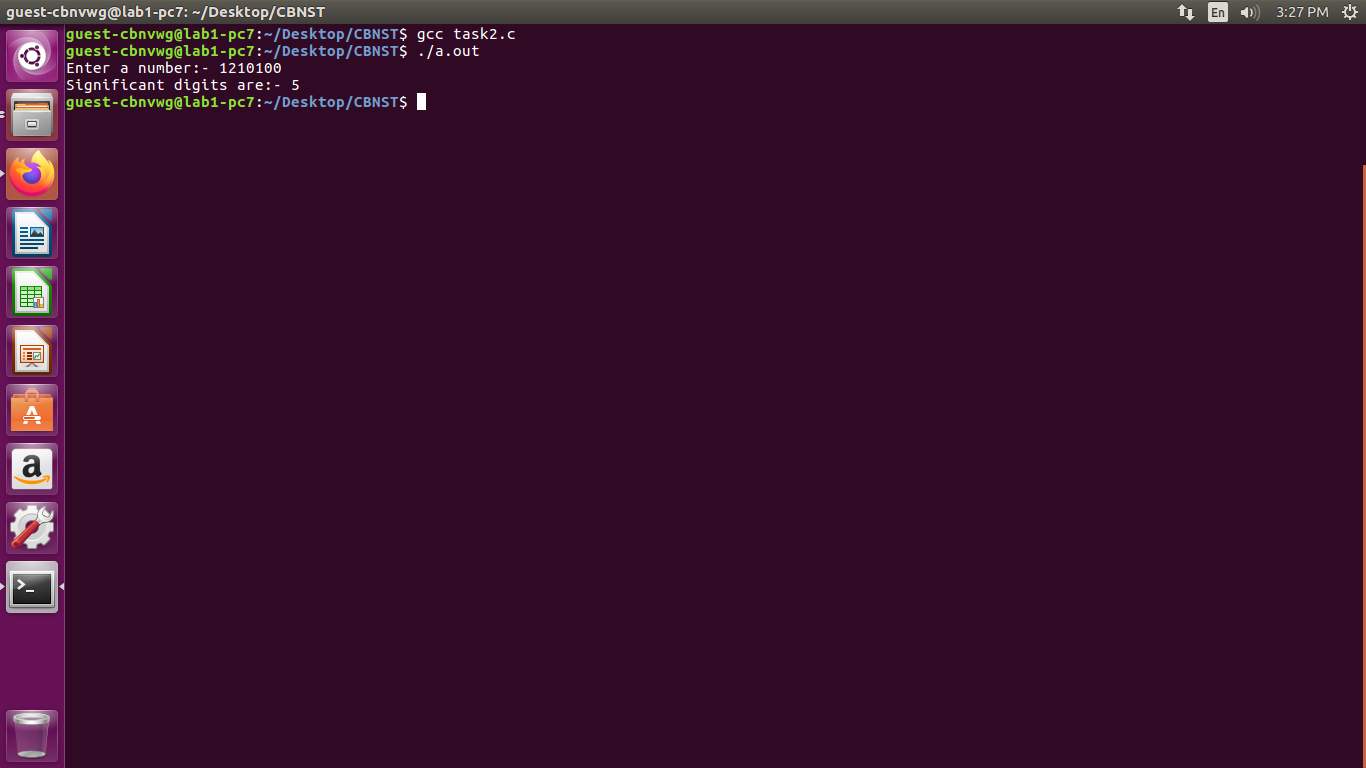 guest-cbnvwg@lab1-pc7: ~/Desktop/CBNST
En
3:27 PM
guest-cbnvwg@lab1-pc7:~/Desktop/CBNST$ gcc task2.c
guest-cbnvwg@lab1-pc7:~/Desktop/CBNST$ ./a.out
Enter a number:- 1210100
Significant digits are:- 5
guest-cbnvwg@lab1-pc7:~/Desktop/CBNST$